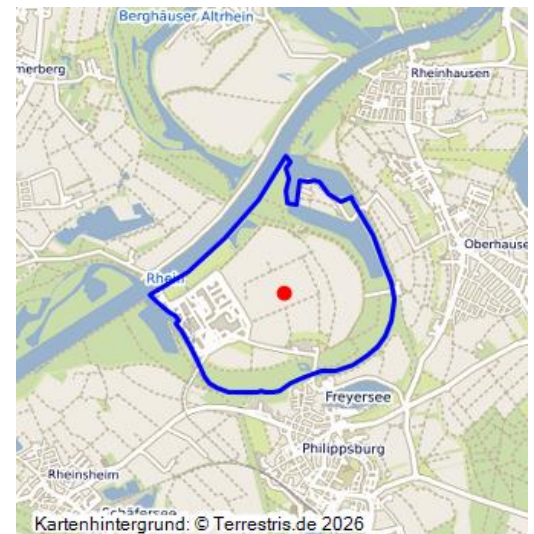 Berghäuser Altrhein
merberg
Rheinhausen
Oberhause
Rhein
Freyersee
Philippsburg
Rheinsheim
Schäfersee
Kartenhintergrund: © Terrestris.de 2026